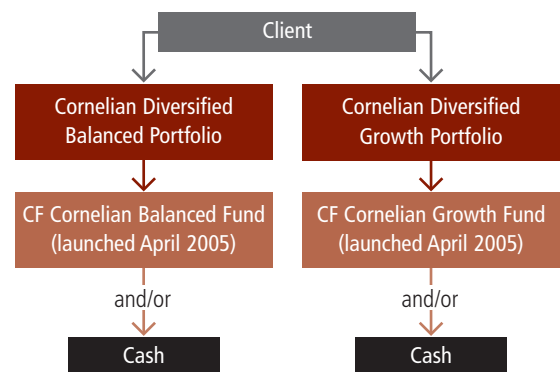 Client
Cornelian Diversified
Balanced Portfolio
Cornelian Diversified
Growth Portfolio
CF Cornelian Balanced Fund
(launched April 2005)
CF Cornelian Growth Fund
(launched April 2005)
and/or
and/or
Cash
Cash